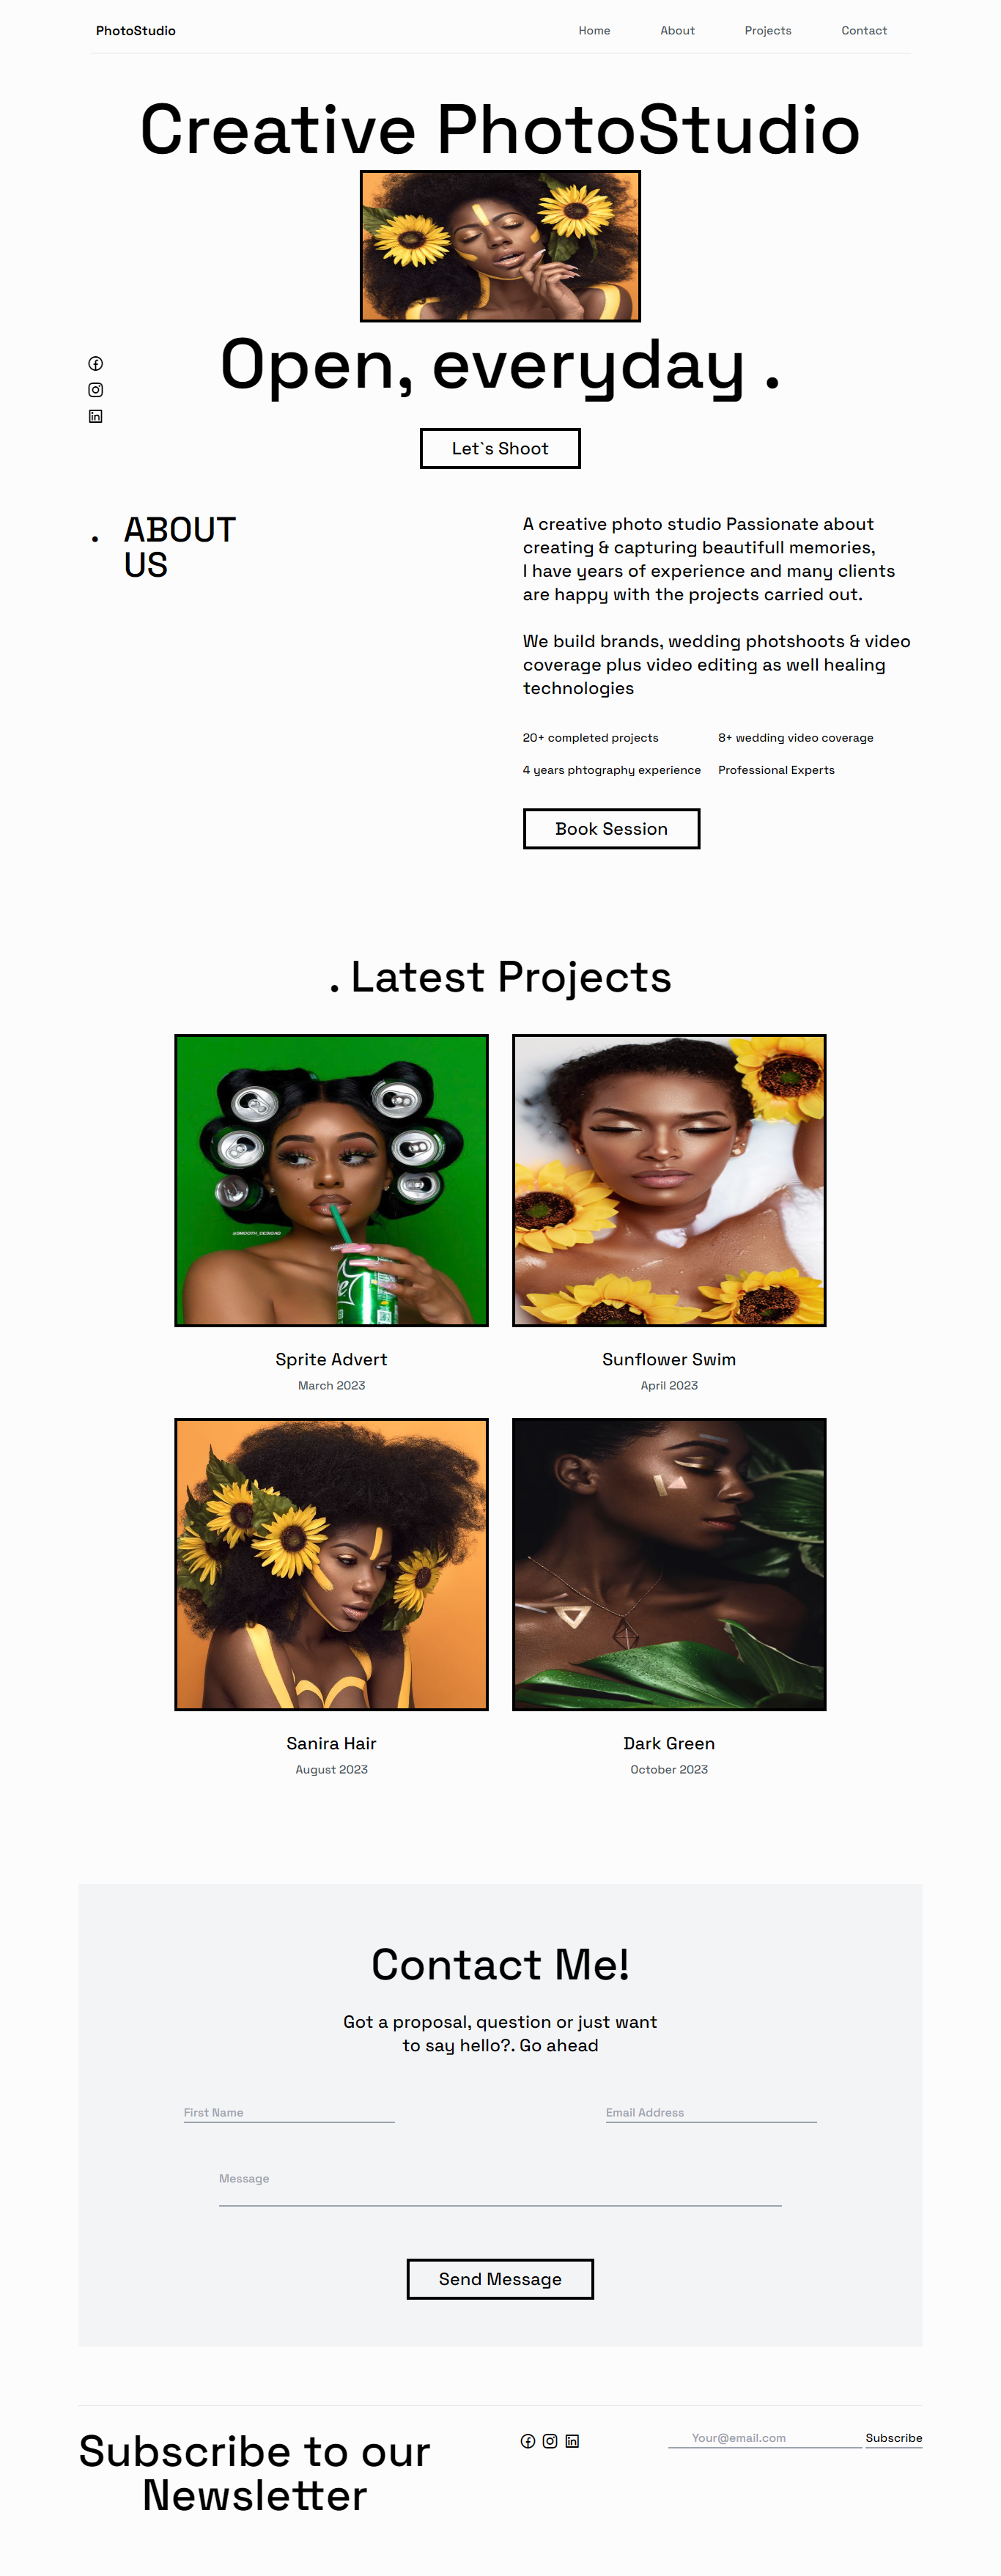 PhotoStudio
Home
About
Projects
Contact
Creative PhotoStudio
Open, everyday .
Let`s Shoot
. ABOUT
US
A creative photo studio Passionate about
creating & capturing beautifull memories,
I have years of experience and many clients
are happy with the projects carried out.
We build brands, wedding photshoots & video
coverage plus video editing as well healing
technologies
20+ completed projects
8+ wedding video coverage
4 years phtography experience
Professional Experts
Book Session
. Latest Projects
@SMOOTH_DESIGNS
Sprite Advert
March 2023
Sunflower Swim
April 2023
Sanira Hair
August 2023
Dark Green
October 2023
Contact Me!
Got a proposal, question or just want
to say hello?. Go ahead
First Name
Email Address
Message
Send Message
Subscribe to our
Newsletter
Your@email.com
Subscribe